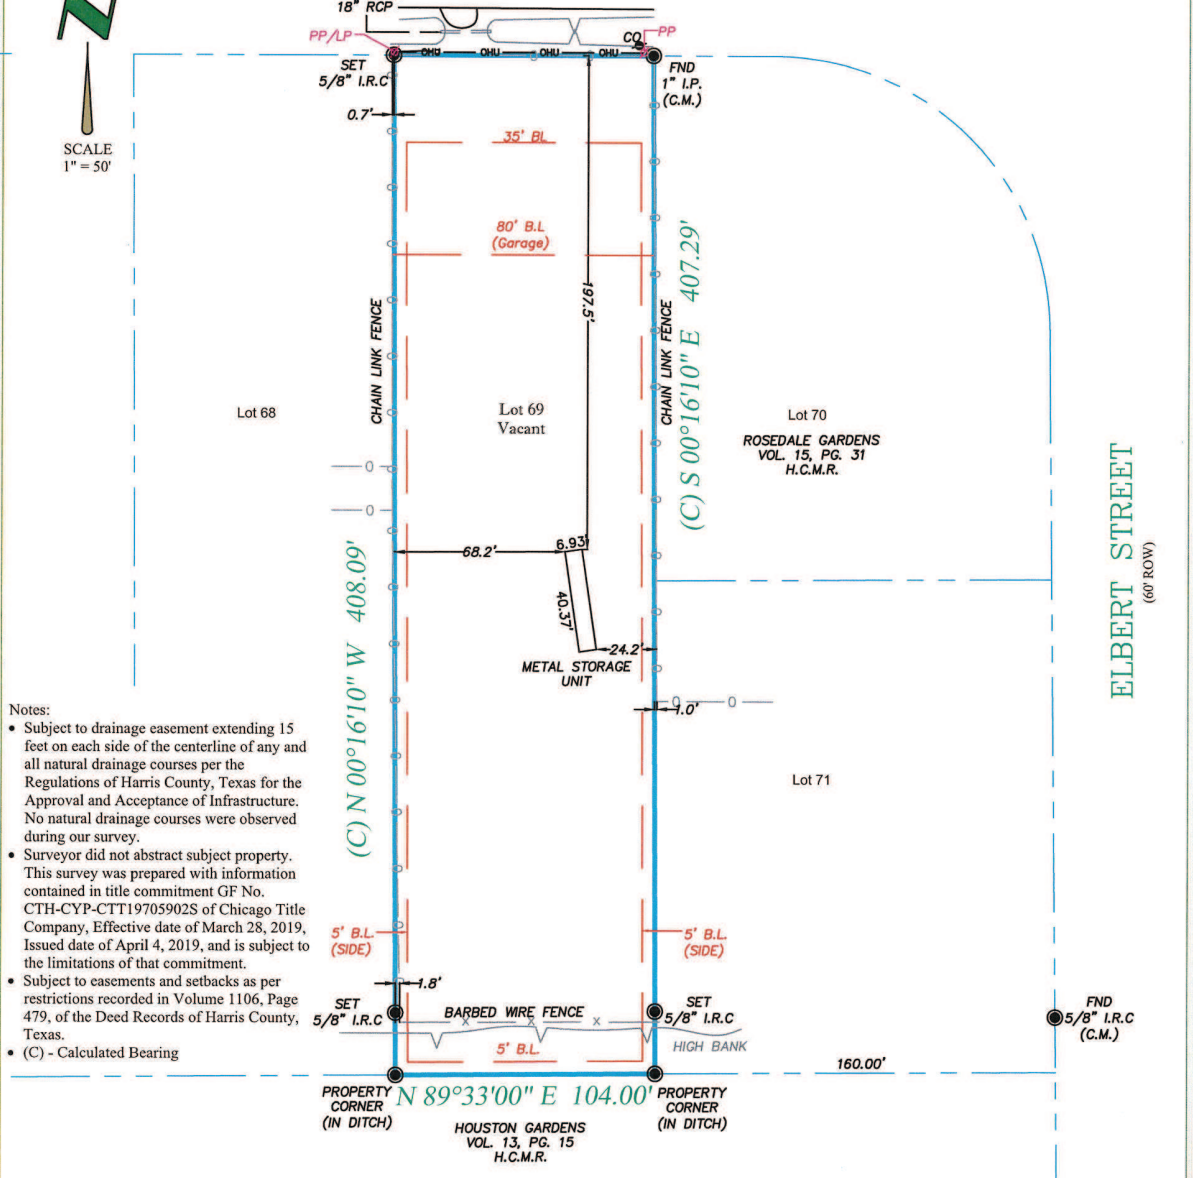 18" RCP
PP/LP
CO
PP
OHU OHU OHU OHU
SET
5/8" I.R.C
FND
1" I.P.
(C.M.)
0.7'
SCALE
1" = 50'
35' BL
80' B.L
(Garage)
197.5'
CHAIN LINK FENCE
CHAIN LINK FENCE
(C) S 00°16'10" E 407.29'
Lot 68
Lot 69
Vacant
Lot 70
ROSEDALE GARDENS
VOL. 15, PG. 31
H.C.M.R.
ELBERT STREET
(60' ROW)
68.2'
6.93'
40.37'
24.2'
METAL STORAGE
UNIT
(C) N 00°16'10" W 408.09'
1.0'
Lot 71
Notes:
• Subject to drainage easement extending 15
feet on each side of the centerline of any and
all natural drainage courses per the
Regulations of Harris County, Texas for the
Approval and Acceptance of Infrastructure.
No natural drainage courses were observed
during our survey.
• Surveyor did not abstract subject property.
This survey was prepared with information
contained in title commitment GF No.
CTH-CYP-CTT19705902S of Chicago Title
Company, Effective date of March 28, 2019,
Issued date of April 4, 2019, and is subject to
the limitations of that commitment.
• Subject to easements and setbacks as per
restrictions recorded in Volume 1106, Page
479, of the Deed Records of Harris County,
Texas.
• (C) - Calculated Bearing
5' B.L.
(SIDE)
5' B.L.
(SIDE)
1.8'
SET
5/8" I.R.C
BARBED WIRE FENCE
SET
5/8" I.R.C
HIGH BANK
5' B.L.
FND
5/8" I.R.C
(C.M.)
160.00'
PROPERTY
CORNER
(IN DITCH)
N 89°33'00" E 104.00'
PROPERTY
CORNER
(IN DITCH)
HOUSTON GARDENS
VOL. 13, PG. 15
H.C.M.R.